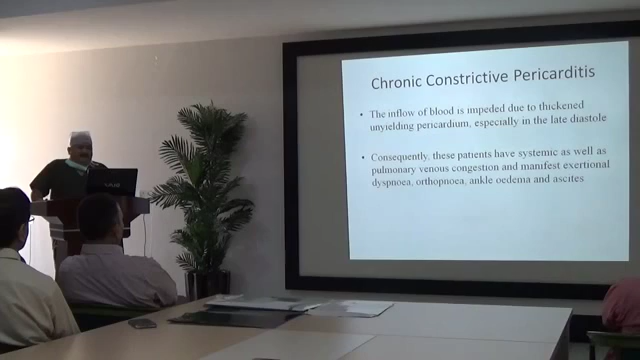 Chronic Constrictive Pericarditis
• The inflow of blood is impeded due to thickened
unyielding pericardium, especially in the late diastole
• Consequently, these patients have systemic as well as
pulmonary venous congestion and manifest exertional
dyspnoea, orthopnoea, ankle oedema and ascites